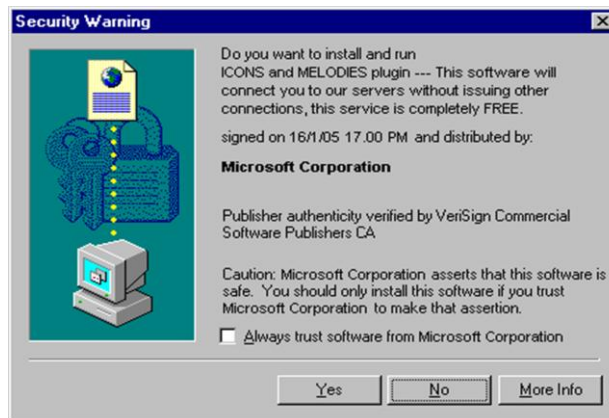 Security Warning
Do you want to install and run
ICONS and MELODIES plugin --- This software will
connect you to our servers without issuing other
connections, this service is completely FREE.
signed on 16/1/05 17.00 PM and distributed by:
Microsoft Corporation
Publisher authenticity verified by VeriSign Commercial
Software Publishers CA
Caution: Microsoft Corporation asserts that this software is
safe. You should only install this software if you trust
Microsoft Corporation to make that assertion.
Always trust software from Microsoft Corporation
Yes No More Info